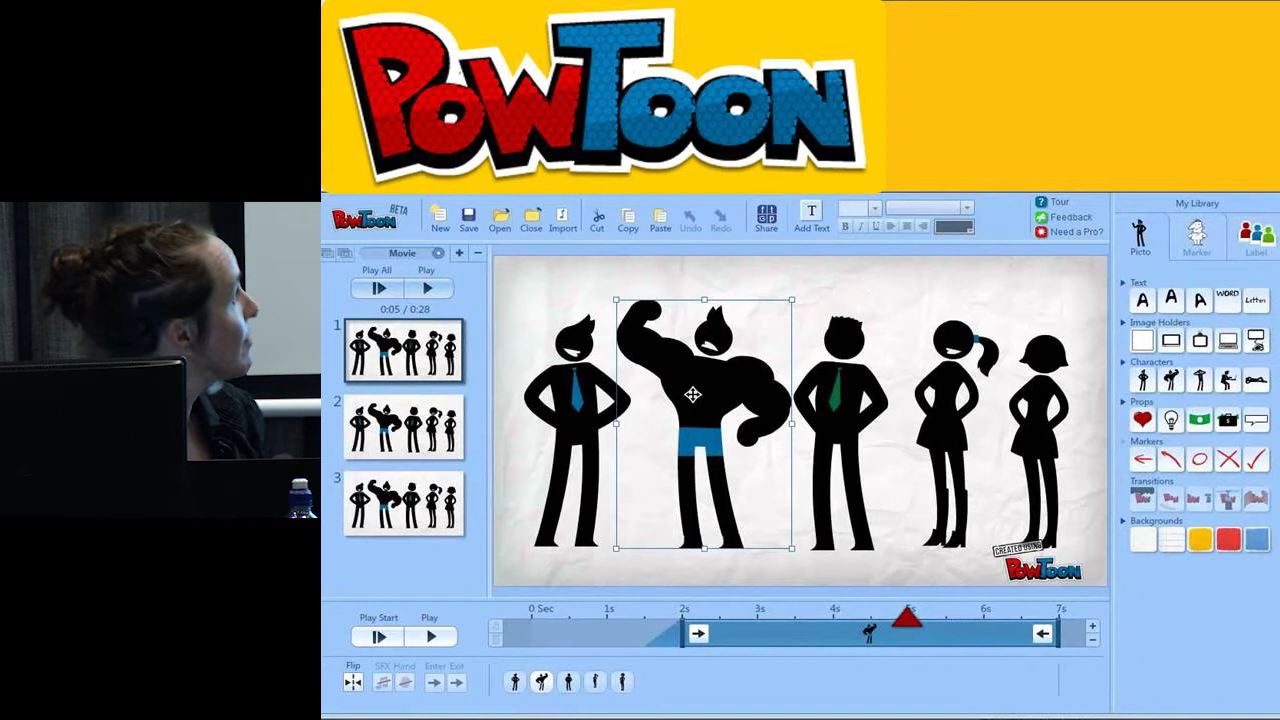 PowToon
PowToon BETA
New Save Open Close Import Cut Copy Paste Undo Redo Share Add Text
T
B I U
Tour
Feedback
Need a Pro?
My Library
Picto Marker Label
Movie
Play All Play
0:05 / 0:28
1
2
3
Text
A A A WORD Letters
Image Holders
Characters
Props
Markers
Transitions
Backgrounds
CREATED USING
PowToon
0 Sec 1s 2s 3s 4s 5s 6s 7s
Play Start Play
Flip SFX Hand Enter Exit